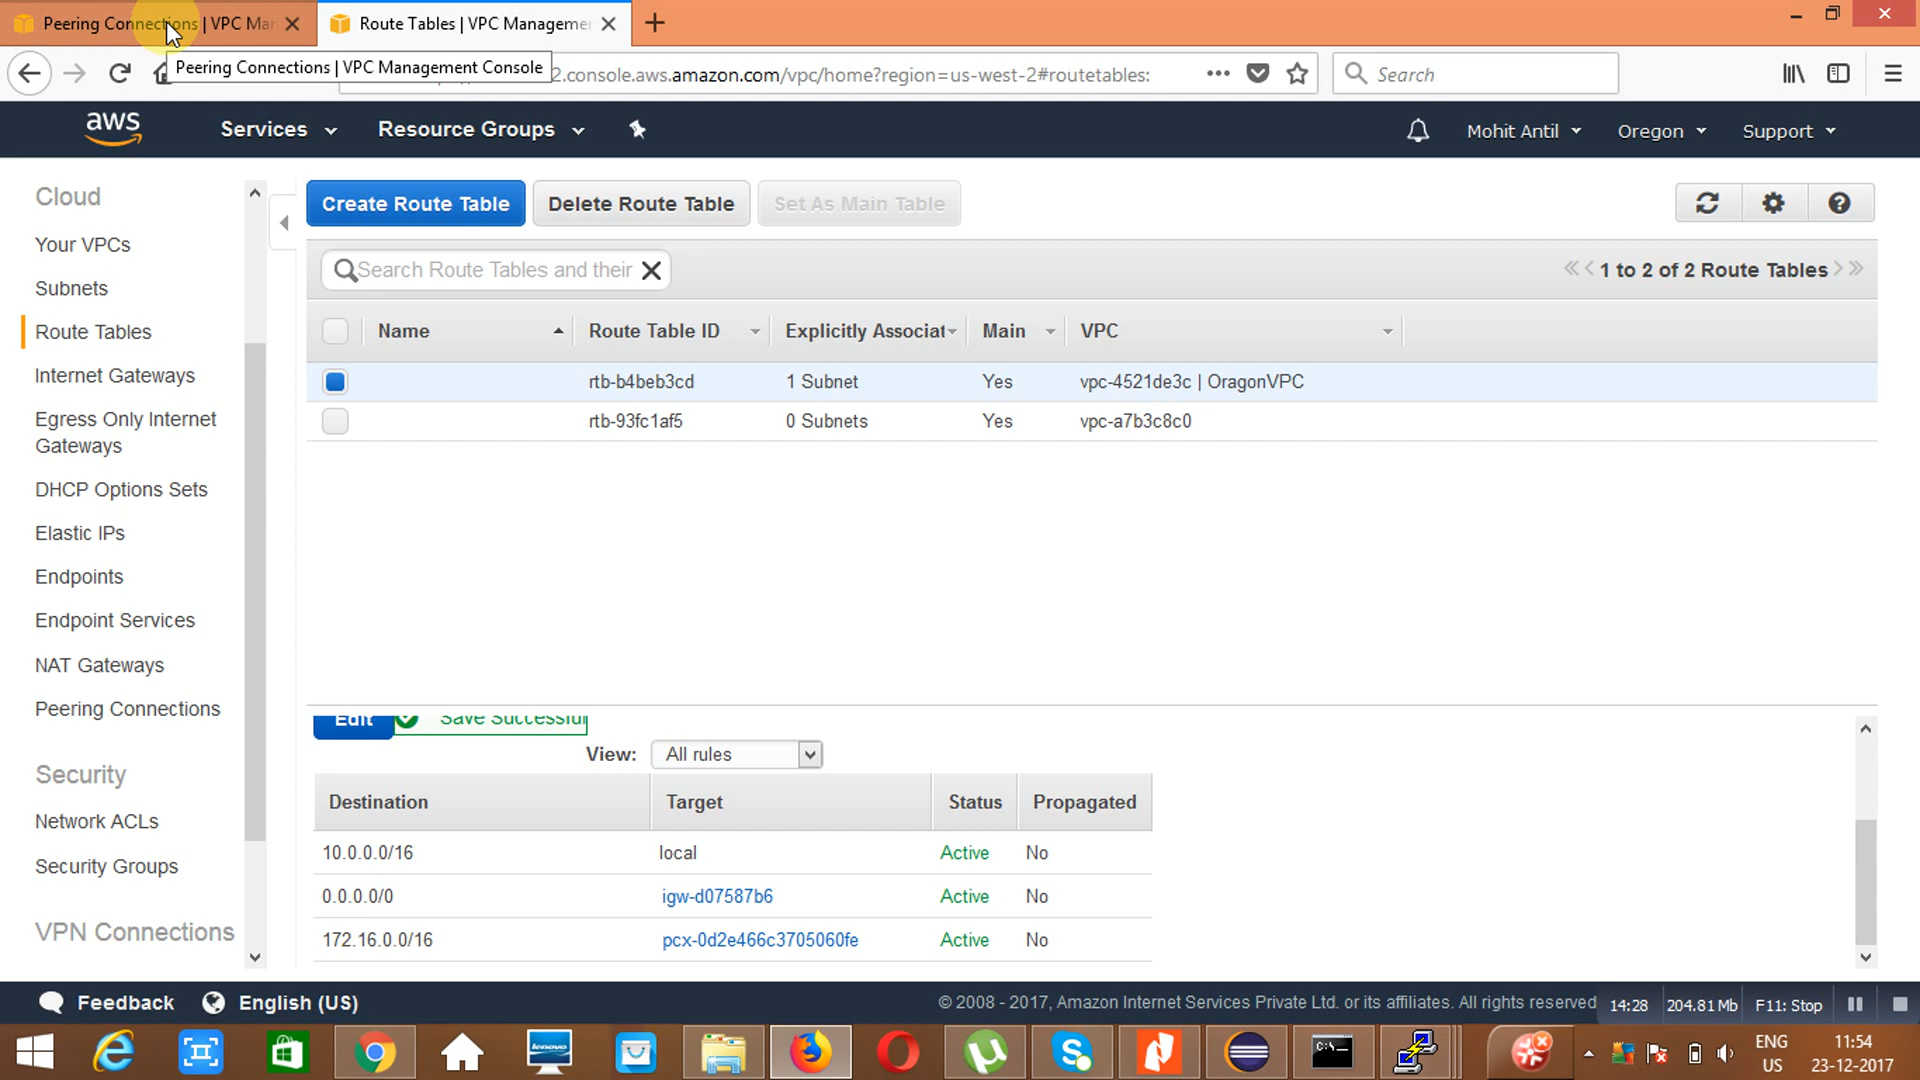 Peering Connections | VPC Mar
Route Tables | VPC Managemer
Peering Connections | VPC Management Console
2.console.aws.amazon.com/vpc/home?region=us-west-2#routetables:
Search
aws
Services
Resource Groups
Mohit Antil
Oregon
Support
Cloud
Your VPCs
Subnets
Route Tables
Internet Gateways
Egress Only Internet
Gateways
DHCP Options Sets
Elastic IPs
Endpoints
Endpoint Services
NAT Gateways
Peering Connections
Security
Network ACLs
Security Groups
VPN Connections
Create Route Table
Delete Route Table
Set As Main Table
Search Route Tables and their
1 to 2 of 2 Route Tables
Name
Route Table ID
Explicitly Associat
Main
VPC
rtb-b4beb3cd
1 Subnet
Yes
vpc-4521de3c | OragonVPC
rtb-93fc1af5
0 Subnets
Yes
vpc-a7b3c8c0
Edit
Save Successful
View:
All rules
Destination
Target
Status
Propagated
10.0.0.0/16
local
Active
No
0.0.0.0/0
igw-d07587b6
Active
No
172.16.0.0/16
pcx-0d2e466c3705060fe
Active
No
Feedback
English (US)
© 2008 - 2017, Amazon Internet Services Private Ltd. or its affiliates. All rights reserved
14:28
204.81 Mb
F11: Stop
lenovo
C:\_
ENG
US
11:54
23-12-2017